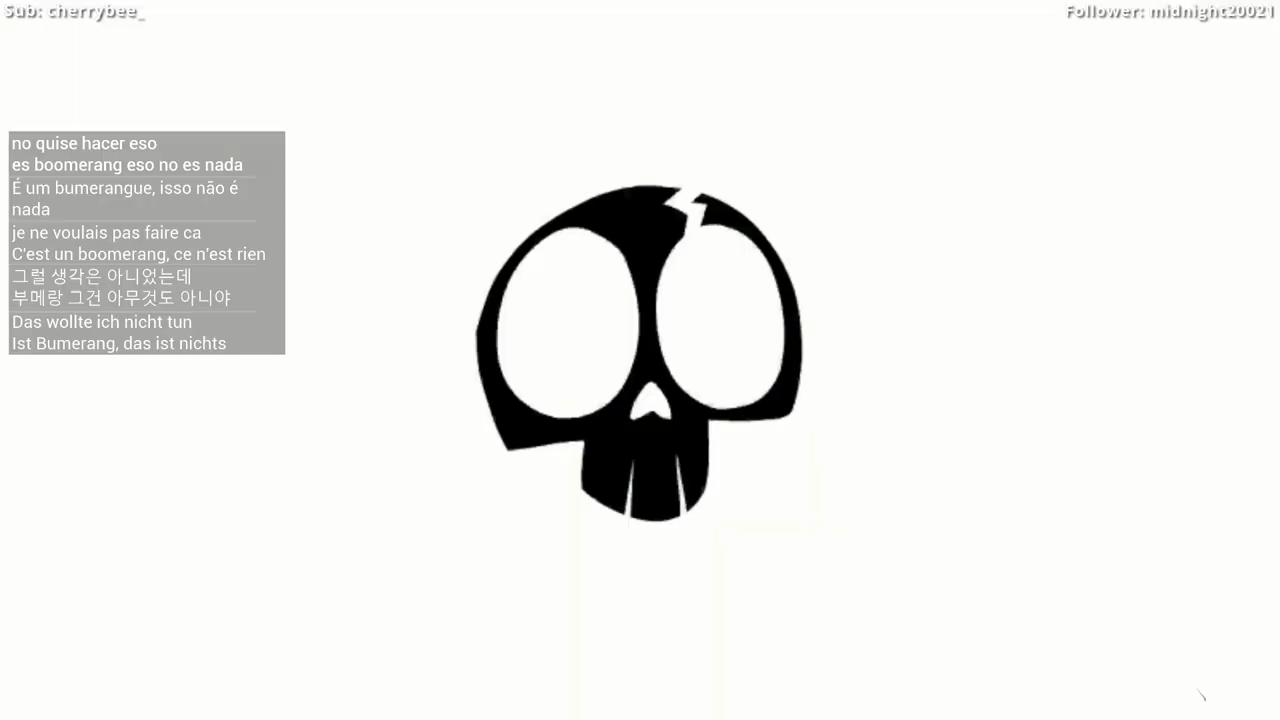 Sub: cherrybee_
Follower: midnight20021
no quise hacer eso
es boomerang eso no es nada
É um bumerangue, isso não é
nada
je ne voulais pas faire ca
C'est un boomerang, ce n'est rien
그럴 생각은 아니었는데
부메랑 그건 아무것도 아니야
Das wollte ich nicht tun
Ist Bumerang, das ist nichts